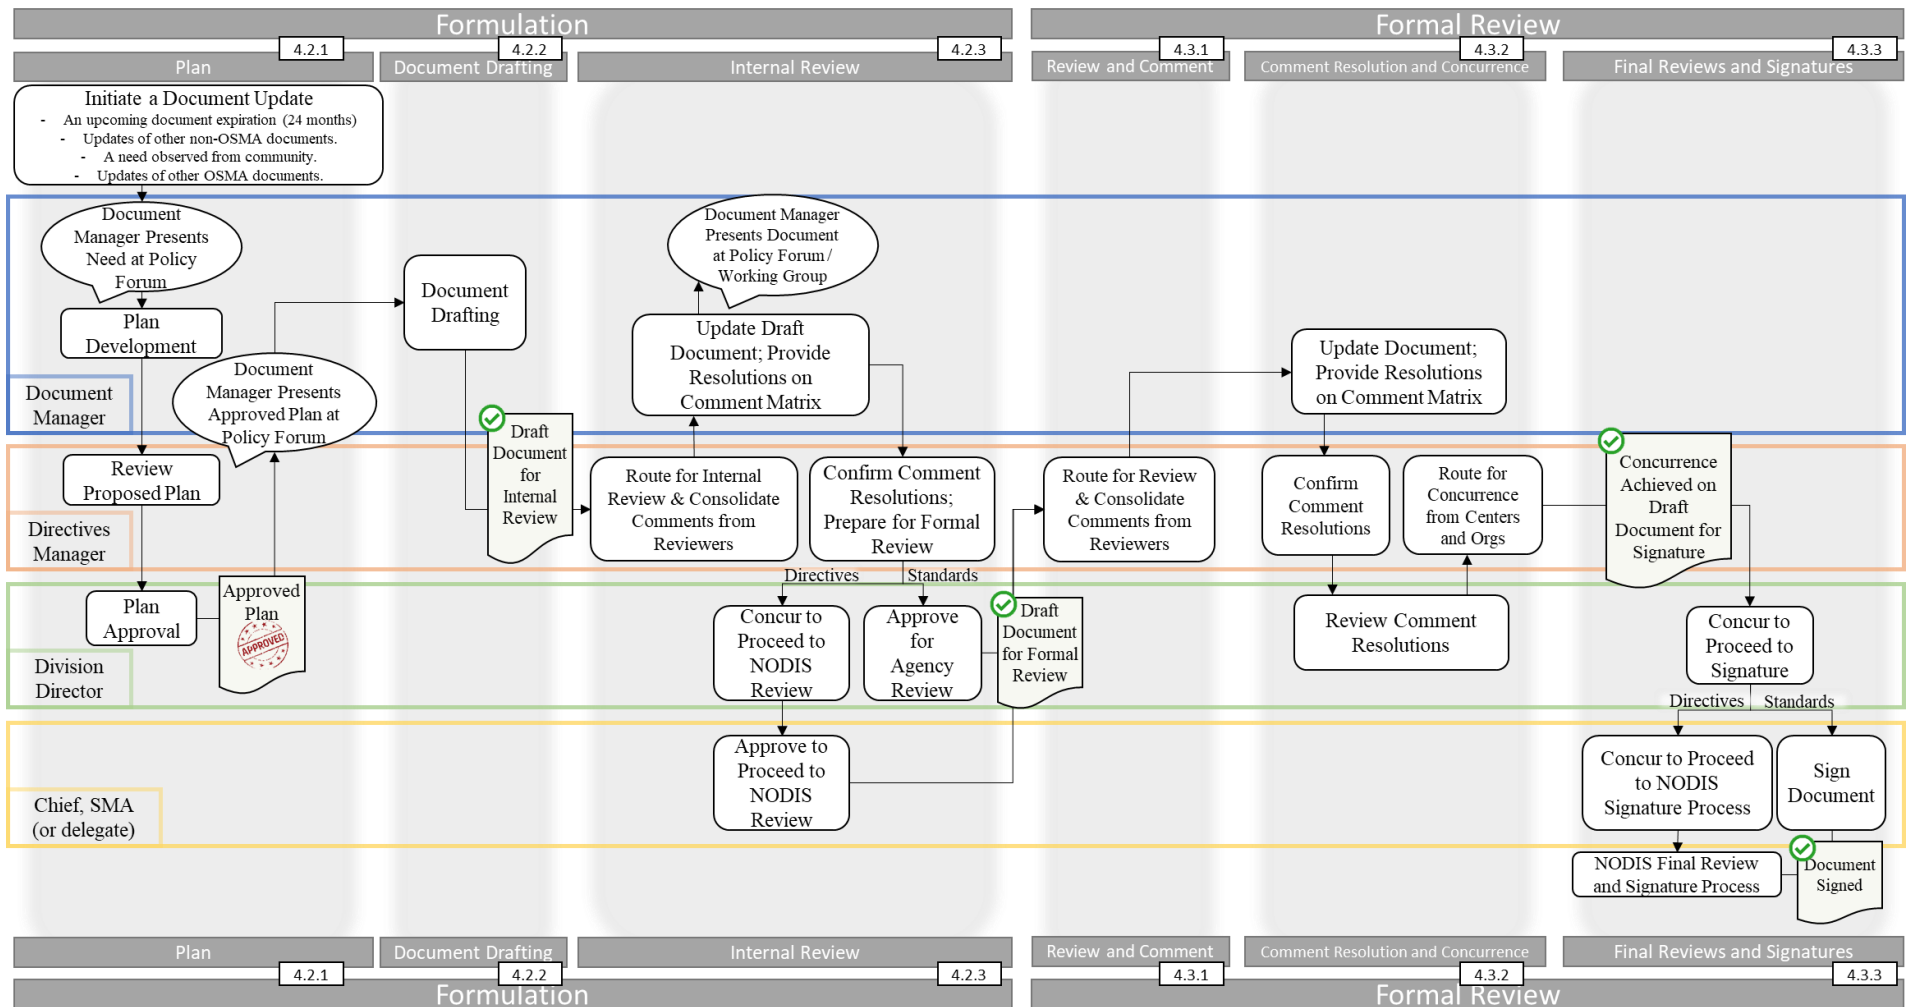 Formulation
Formal Review
4.2.1
4.2.2
4.2.3
4.3.1
4.3.2
4.3.3
Plan
Document Drafting
Internal Review
Review and Comment
Comment Resolution and Concurrence
Final Reviews and Signatures
Initiate a Document Update
- An upcoming document expiration (24 months)
- Updates of other non-OSMA documents.
- A need observed from community.
- Updates of other OSMA documents.
Document
Manager Presents
Need at Policy
Forum
Plan
Development
Document
Manager
Document
Manager Presents
Approved Plan at
Policy Forum
Document
Drafting
Document Manager
Presents Document
at Policy Forum /
Working Group
Update Draft
Document; Provide
Resolutions on
Comment Matrix
Update Document;
Provide Resolutions
on Comment Matrix
Review
Proposed Plan
Directives
Manager
Draft
Document
for
Internal
Review
Route for Internal
Review & Consolidate
Comments from
Reviewers
Confirm Comment
Resolutions;
Prepare for Formal
Review
Route for Review
& Consolidate
Comments from
Reviewers
Confirm
Comment
Resolutions
Route for
Concurrence
from Centers
and Orgs
Concurrence
Achieved on
Draft
Document for
Signature
Directives
Standards
Plan
Approval
Approved
Plan
APPROVED
Division
Director
Concur to
Proceed to
NODIS
Review
Approve
for
Agency
Review
Draft
Document
for Formal
Review
Review Comment
Resolutions
Concur to
Proceed to
Signature
Directives
Standards
Chief, SMA
(or delegate)
Approve to
Proceed to
NODIS
Review
Concur to Proceed
to NODIS
Signature Process
Sign
Document
NODIS Final Review
and Signature Process
Document
Signed
Plan
Document Drafting
Internal Review
Review and Comment
Comment Resolution and Concurrence
Final Reviews and Signatures
4.2.1
4.2.2
4.2.3
4.3.1
4.3.2
4.3.3
Formulation
Formal Review